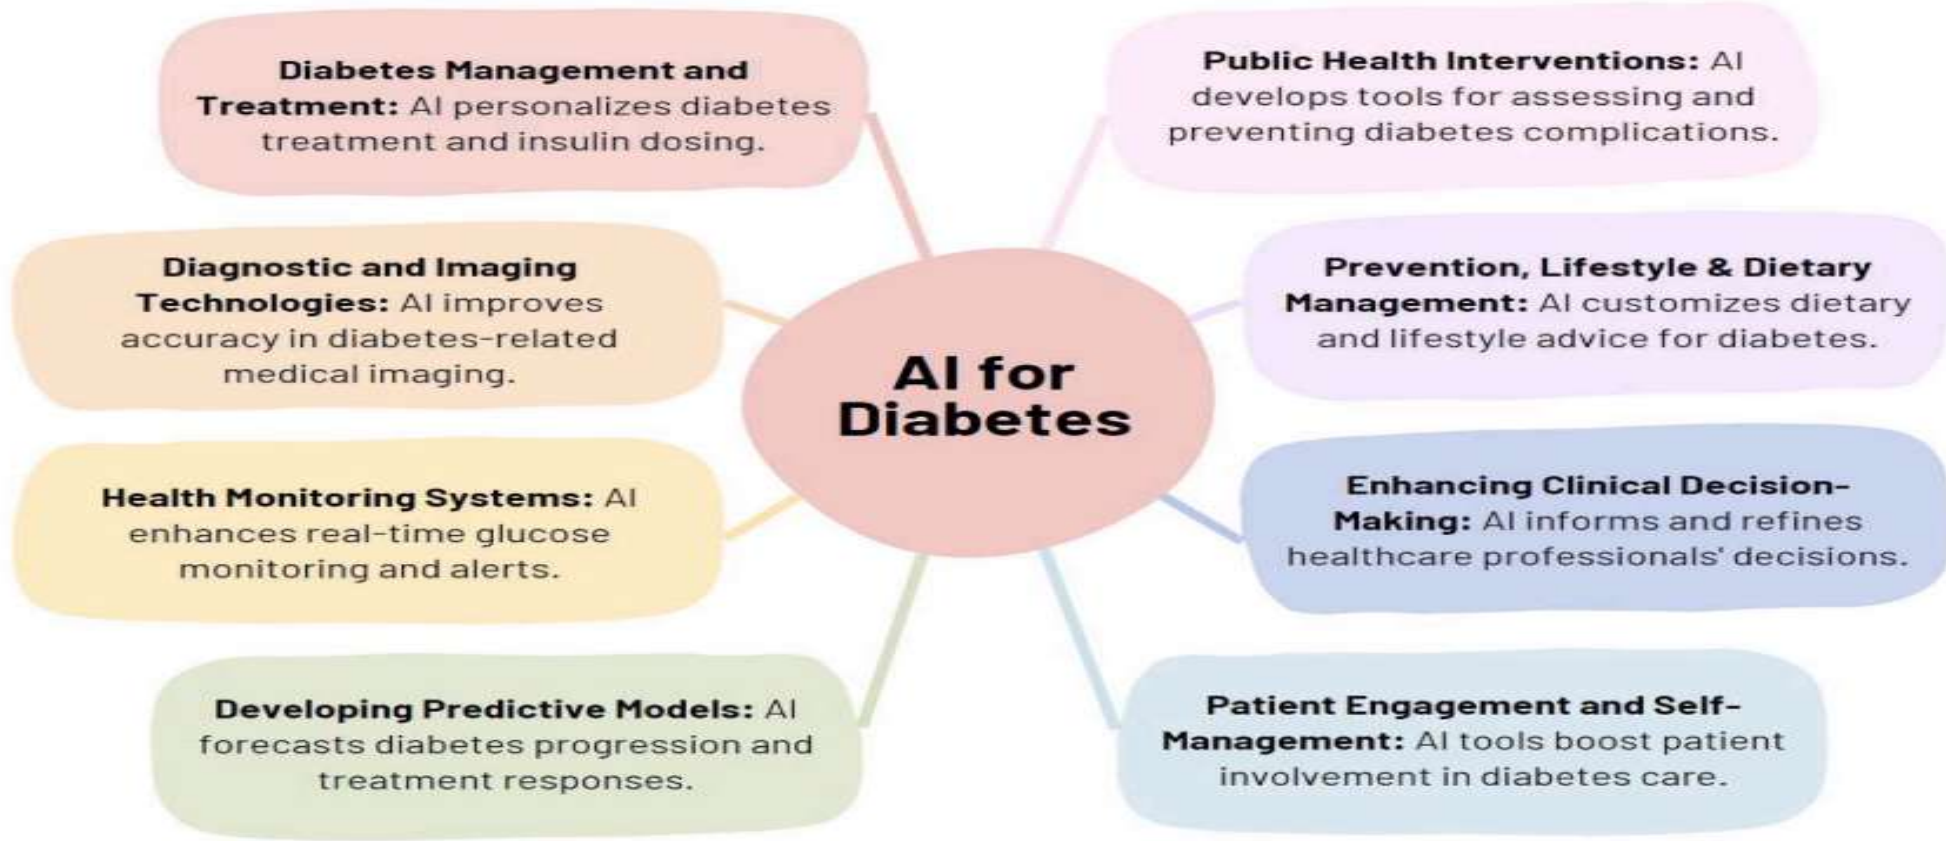 Diabetes Management and
Treatment: AI personalizes diabetes
treatment and insulin dosing.
Diagnostic and Imaging
Technologies: AI improves
accuracy in diabetes-related
medical imaging.
Health Monitoring Systems: AI
enhances real-time glucose
monitoring and alerts.
Developing Predictive Models: AI
forecasts diabetes progression and
treatment responses.
AI for
Diabetes
Public Health Interventions: AI
develops tools for assessing and
preventing diabetes complications.
Prevention, Lifestyle & Dietary
Management: AI customizes dietary
and lifestyle advice for diabetes.
Enhancing Clinical Decision-
Making: AI informs and refines
healthcare professionals' decisions.
Patient Engagement and Self-
Management: AI tools boost patient
involvement in diabetes care.